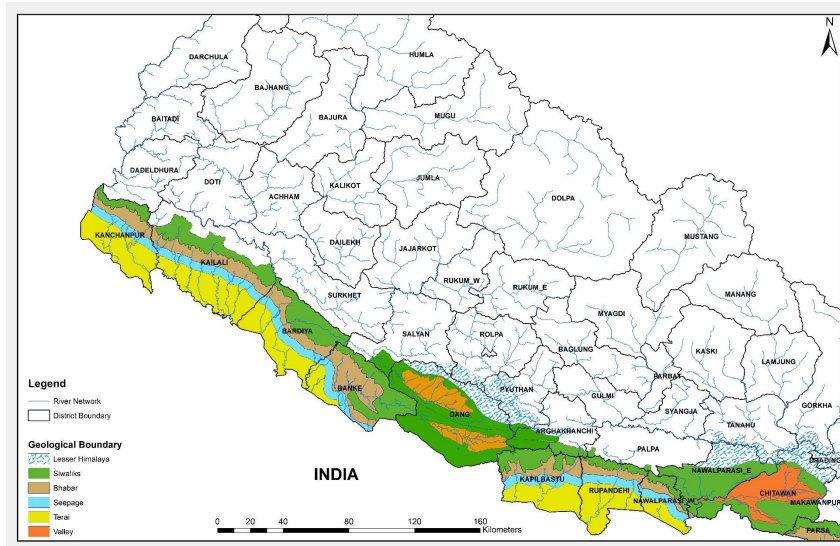 N
HUMLA
DARCHULA
BAJHANG
MUGU
BAITADI
BAJURA
DADELDHURA
DOTI
KALIKOT
JUMLA
ACHHAM
DOLPA
MUSTANG
KANCHANPUR
DAILEKH
JAJARKOT
KAILALI
RUKUM_W
RUKUM_E
MANANG
SURKHET
MYAGDI
BARDIYA
SALYAN
ROLPA
BAGLUNG
KASKI
LAMJUNG
PARBAT
BANKE
PYUTHAN
GULMI
SYANGJA
GORKHA
DANG
TANAHU
ARGHAKHANCHI
PALPA
DHADING
NAWALPARASI_E
KAPILBASTU
RUPANDEHI
CHITAWAN
NAWALPARASI_W
MAKAWANPUR
PARSA
INDIA
Legend
River Network
District Boundary
Geological Boundary
Lesser Himalaya
Siwaliks
Bhabar
Seepage
Terai
Valley
0 20 40 80 120 160
Kilometers